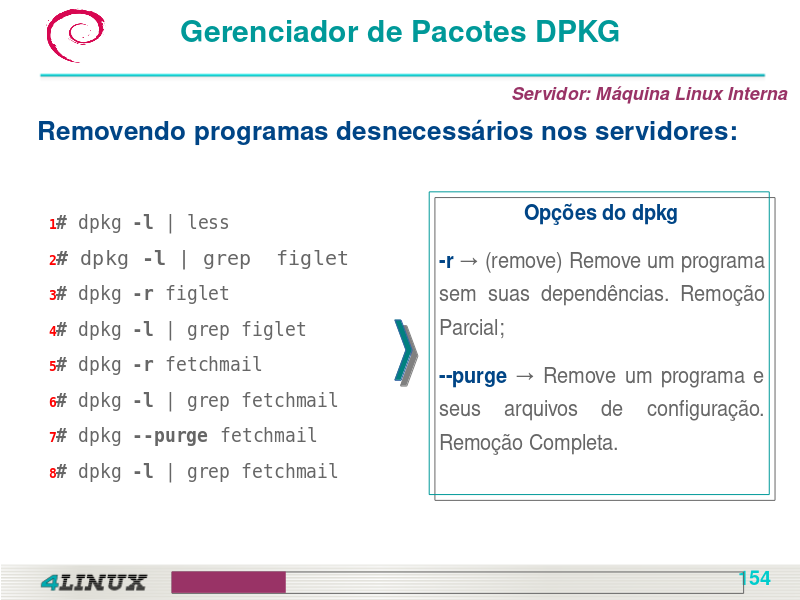 Gerenciador de Pacotes DPKG
Servidor: Máquina Linux Interna
Removendo programas desnecessários nos servidores:
1# dpkg -l | less
2# dpkg -l | grep  figlet
3# dpkg -r figlet
4# dpkg -l | grep figlet
5# dpkg -r fetchmail
6# dpkg -l | grep fetchmail
7# dpkg --purge fetchmail
8# dpkg -l | grep fetchmail
Opções do dpkg
-r → (remove) Remove um programa
sem suas dependências. Remoção
Parcial;
--purge → Remove um programa e
seus arquivos de configuração.
Remoção Completa.
4LINUX
154